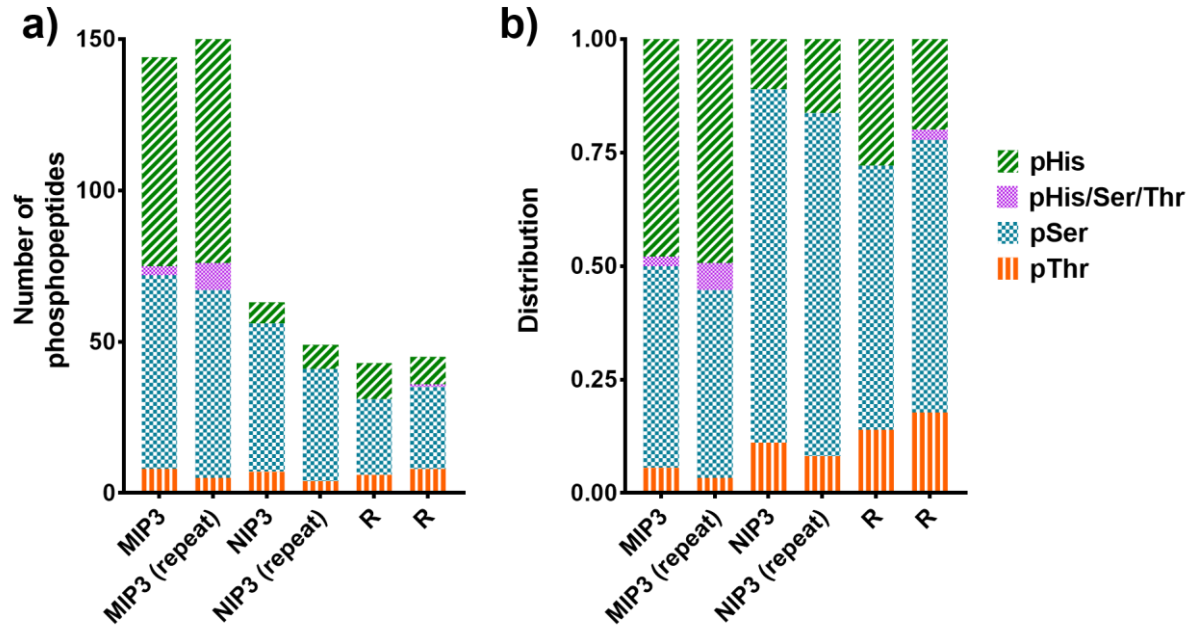 a)
Number of
phosphopeptides
150
100
50
0
MIP3
MIP3 (repeat)
NIP3
NIP3 (repeat)
R
R
b)
Distribution
1.00
0.75
0.50
0.25
0.00
MIP3
MIP3 (repeat)
NIP3
NIP3 (repeat)
R
R
pHis
pHis/Ser/Thr
pSer
pThr